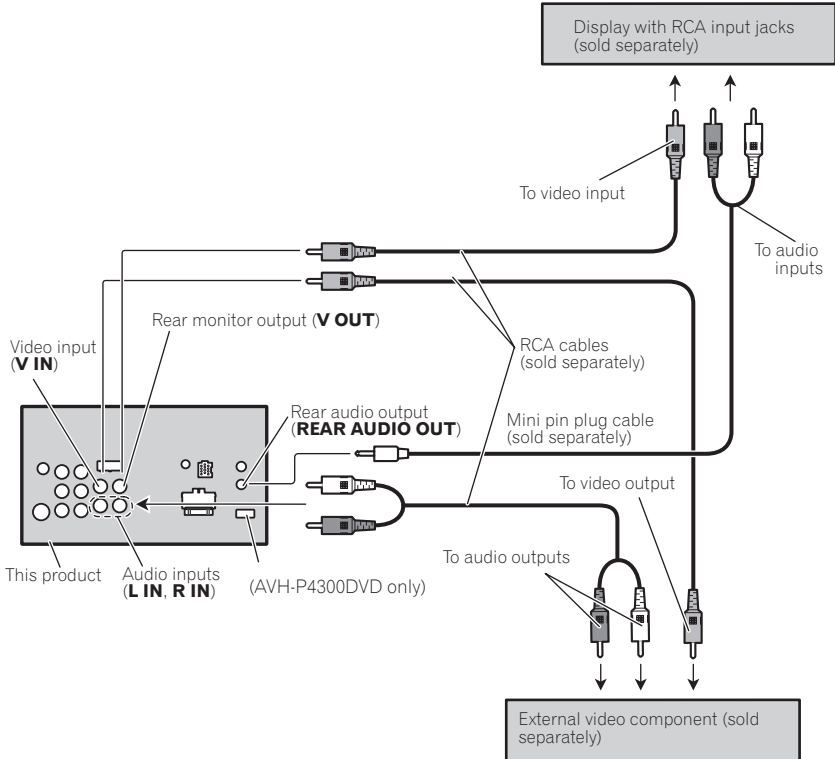 Display with RCA input jacks
(sold separately)
To video input
To audio
inputs
Rear monitor output (V OUT)
Video input
(V IN)
RCA cables
(sold separately)
Rear audio output
(REAR AUDIO OUT)
Mini pin plug cable
(sold separately)
To video output
This product
Audio inputs
(L IN, R IN)
(AVH-P4300DVD only)
To audio outputs
External video component (sold
separately)